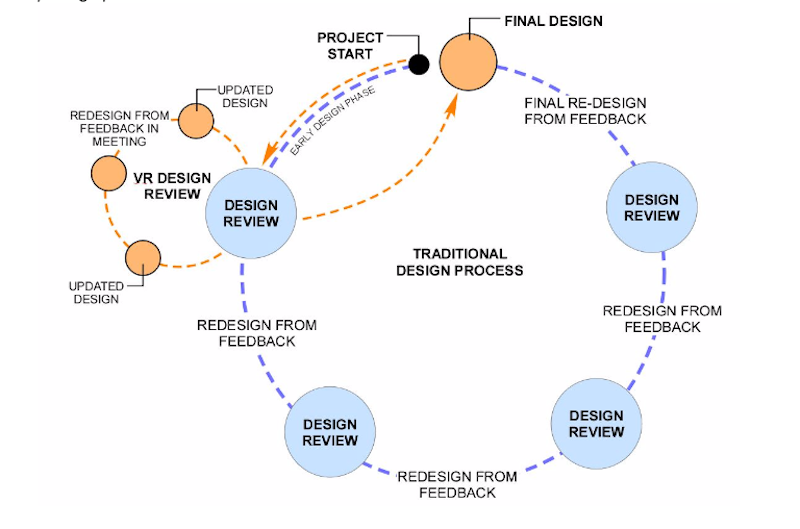 FINAL DESIGN
PROJECT
START
EARLY DESIGN PHASE
UPDATED
DESIGN
REDESIGN FROM
FEEDBACK IN
MEETING
VR DESIGN
REVIEW
UPDATED
DESIGN
DESIGN
REVIEW
FINAL RE-DESIGN
FROM FEEDBACK
DESIGN
REVIEW
TRADITIONAL
DESIGN PROCESS
REDESIGN FROM
FEEDBACK
REDESIGN FROM
FEEDBACK
DESIGN
REVIEW
DESIGN
REVIEW
REDESIGN FROM
FEEDBACK